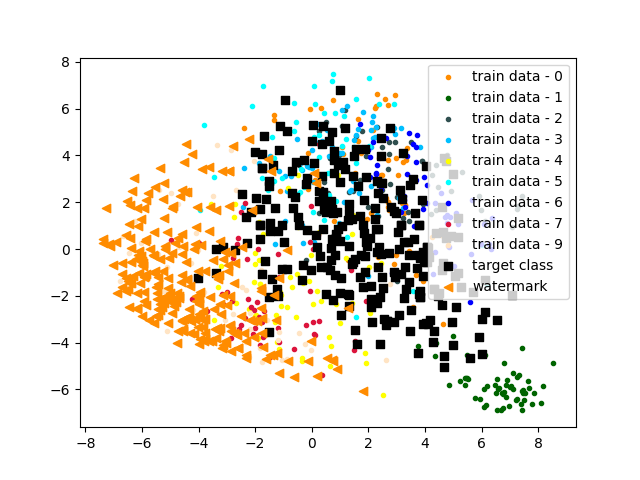 8
6
4
2
0
−2
−4
−6
−8
−6
−4
−2
0
2
4
6
8
train data - 0
train data - 1
train data - 2
train data - 3
train data - 4
train data - 5
train data - 6
train data - 7
train data - 9
target class
watermark